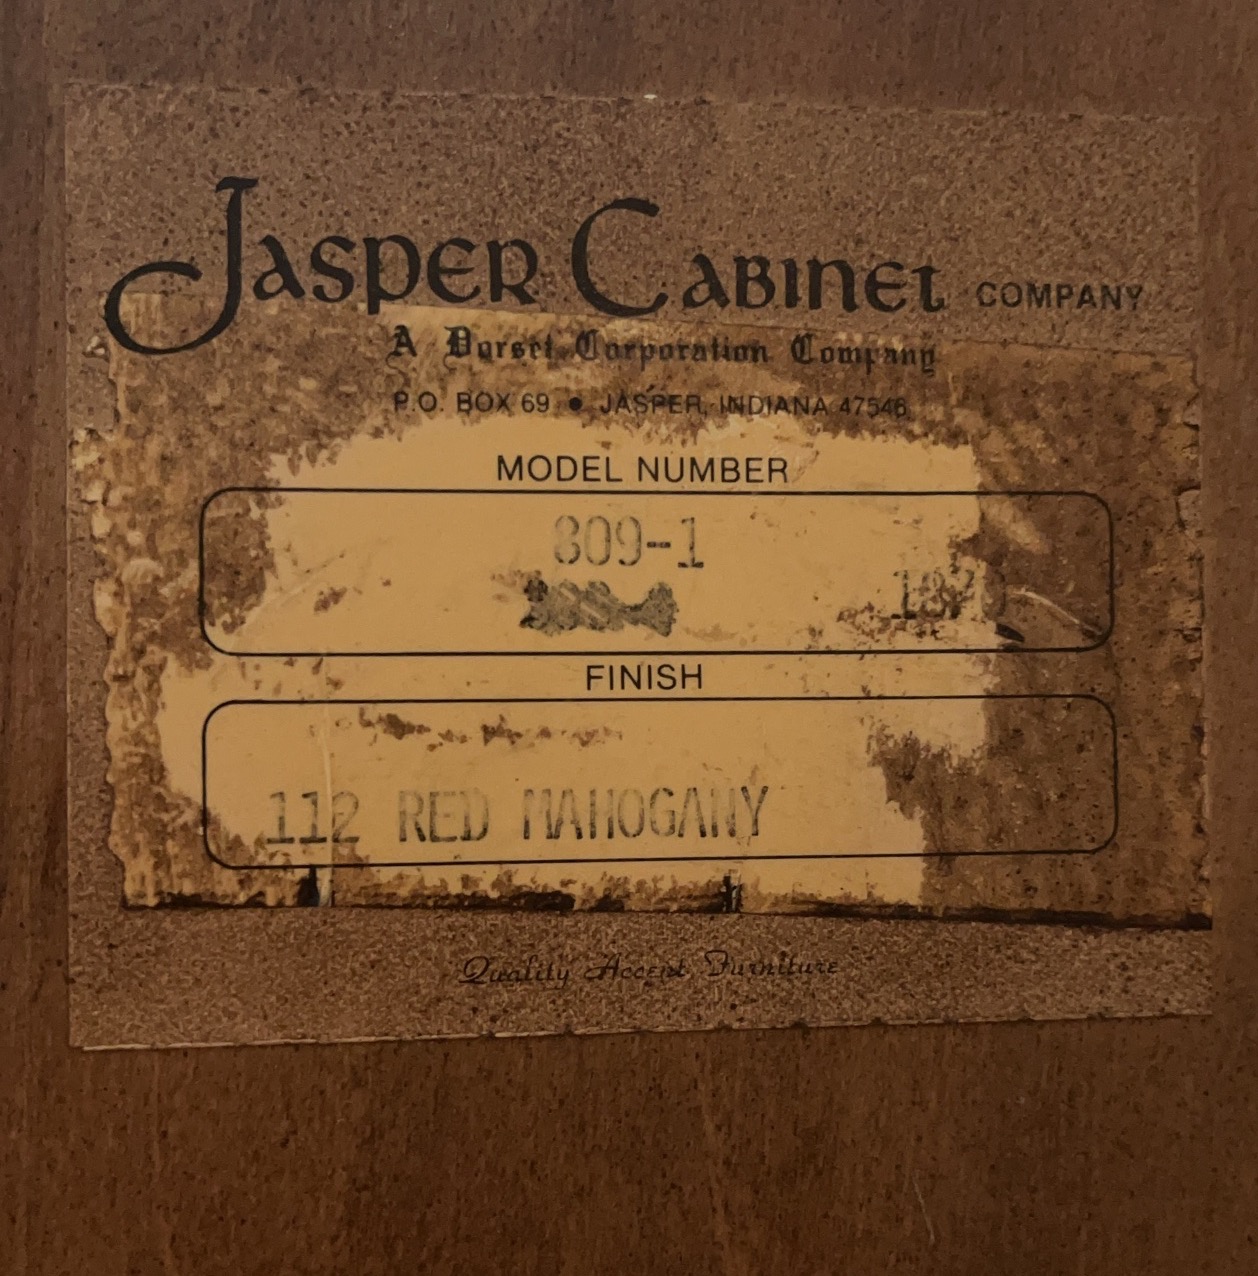 JASPER CABINET COMPANY
A Dorset Corporation Company
P.O. BOX 69 ● JASPER, INDIANA 47546
MODEL NUMBER
809-1
FINISH
112 RED MAHOGANY
Quality Accent Furniture